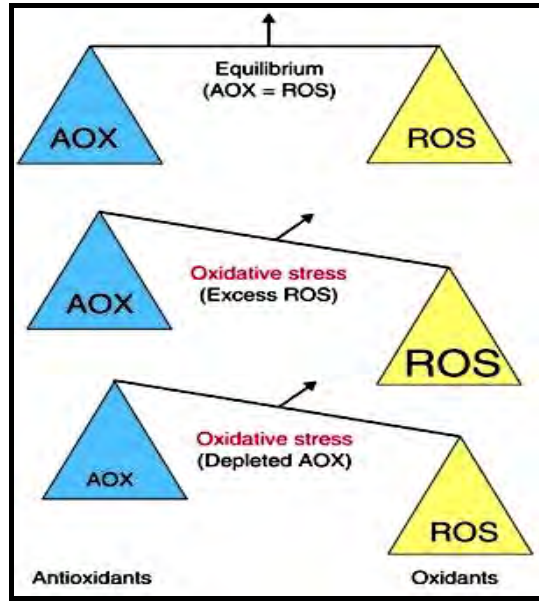 Equilibrium
(AOX = ROS)
AOX
ROS
Oxidative stress
(Excess ROS)
AOX
ROS
Oxidative stress
(Depleted AOX)
AOX
ROS
Antioxidants
Oxidants